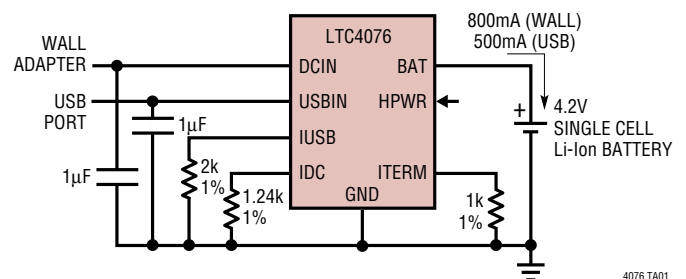 800mA (WALL)
500mA (USB)
LTC4076
WALL
ADAPTER
DCIN
BAT
USB
PORT
USBIN
HPWR
+
4.2V
SINGLE CELL
Li-Ion BATTERY
1µF
IUSB
1µF
2k
1%
IDC
ITERM
1.24k
1%
GND
1k
1%
4076 TA01